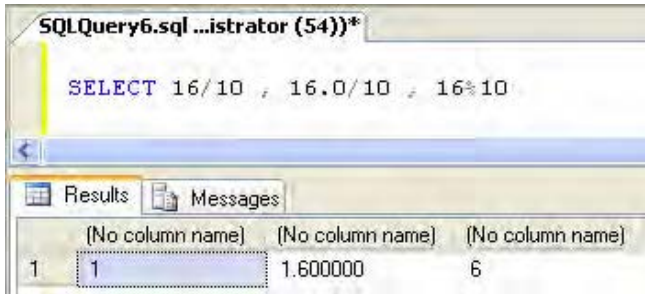 SQLQuery6.sql ...istrator (54))*
SELECT 16/10 , 16.0/10 , 16%10
Results Messages
(No column name) (No column name) (No column name)
1 1 1.600000 6